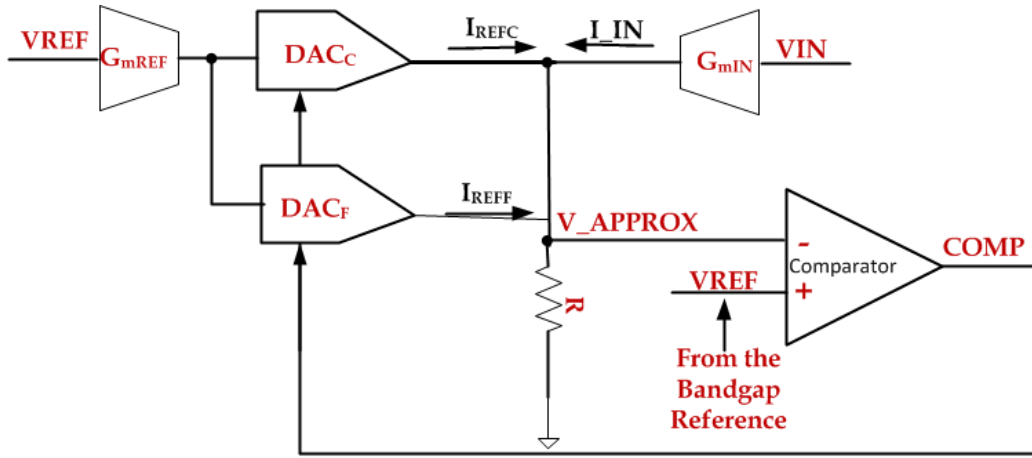 VREF
GmREF
DACC
IREFC
I_IN
GmIN
VIN
DACF
IREFF
V_APPROX
-
Comparator
COMP
VREF
+
R
From the
Bandgap
Reference